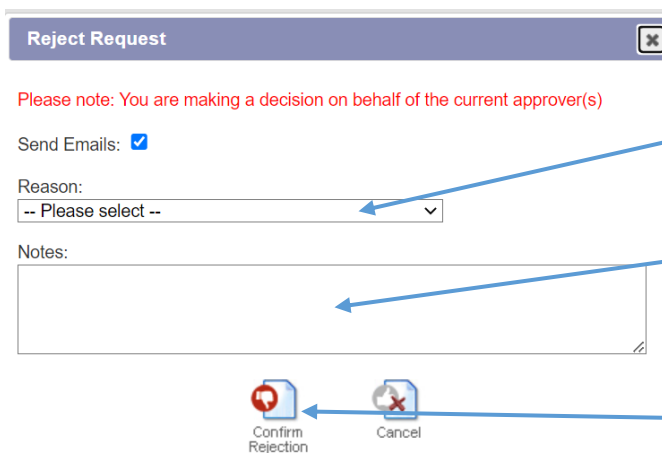 Reject Request
Please note: You are making a decision on behalf of the current approver(s)
Send Emails:
Reason:
-- Please select --
Notes:
Confirm Cancel
Rejection